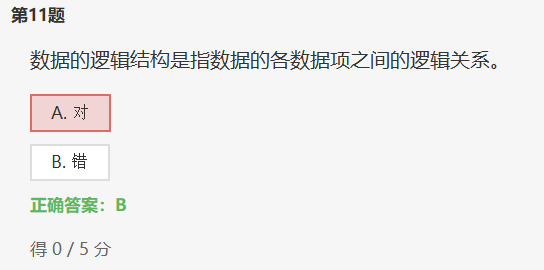 第11题
数据的逻辑结构是指数据的各数据项之间的逻辑关系。
A. 对
B. 错
正确答案：B
得 0 / 5 分